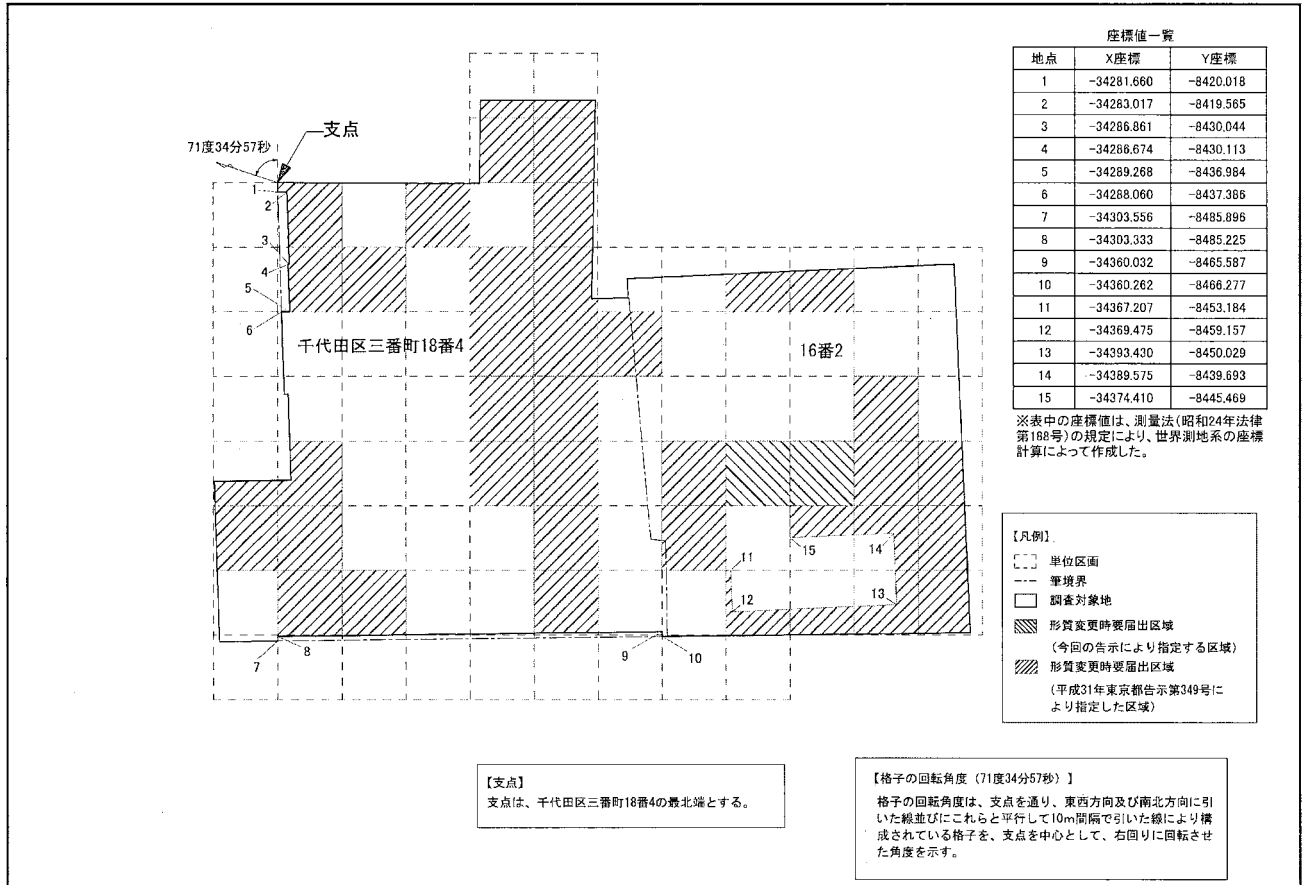 座標値一覧
地点 X座標 Y座標
1 -34281.660 -8420.018
2 -34283.017 -8419.565
3 -34286.861 -8430.044
4 -34286.674 -8430.113
5 -34289.268 -8436.984
6 -34288.060 -8437.386
7 -34303.556 -8485.896
8 -34303.333 -8485.225
9 -34360.032 -8465.587
10 -34360.262 -8466.277
11 -34367.207 -8453.184
12 -34369.475 -8459.157
13 -34393.430 -8450.029
14 -34389.575 -8439.693
15 -34374.410 -8445.469
※表中の座標値は、測量法(昭和24年法律
第188号)の規定により、世界測地系の座標
計算によって作成した。
支点
71度34分57秒
1
2
3
4
5
6
千代田区三番町18番4
16番2
15
14
11
12
13
7
8
9
10
【凡例】
単位区画
筆境界
調査対象地
形質変更時要届出区域
(今回の告示により指定する区域)
形質変更時要届出区域
(平成31年東京都告示第349号に
より指定した区域)
【支点】
支点は、千代田区三番町18番4の最北端とする。
【格子の回転角度(71度34分57秒)】
格子の回転角度は、支点を通り、東西方向及び南北方向に引
いた線並びにこれらと平行して10m間隔で引いた線により構
成されている格子を、支点を中心として、右回りに回転させ
た角度を示す。